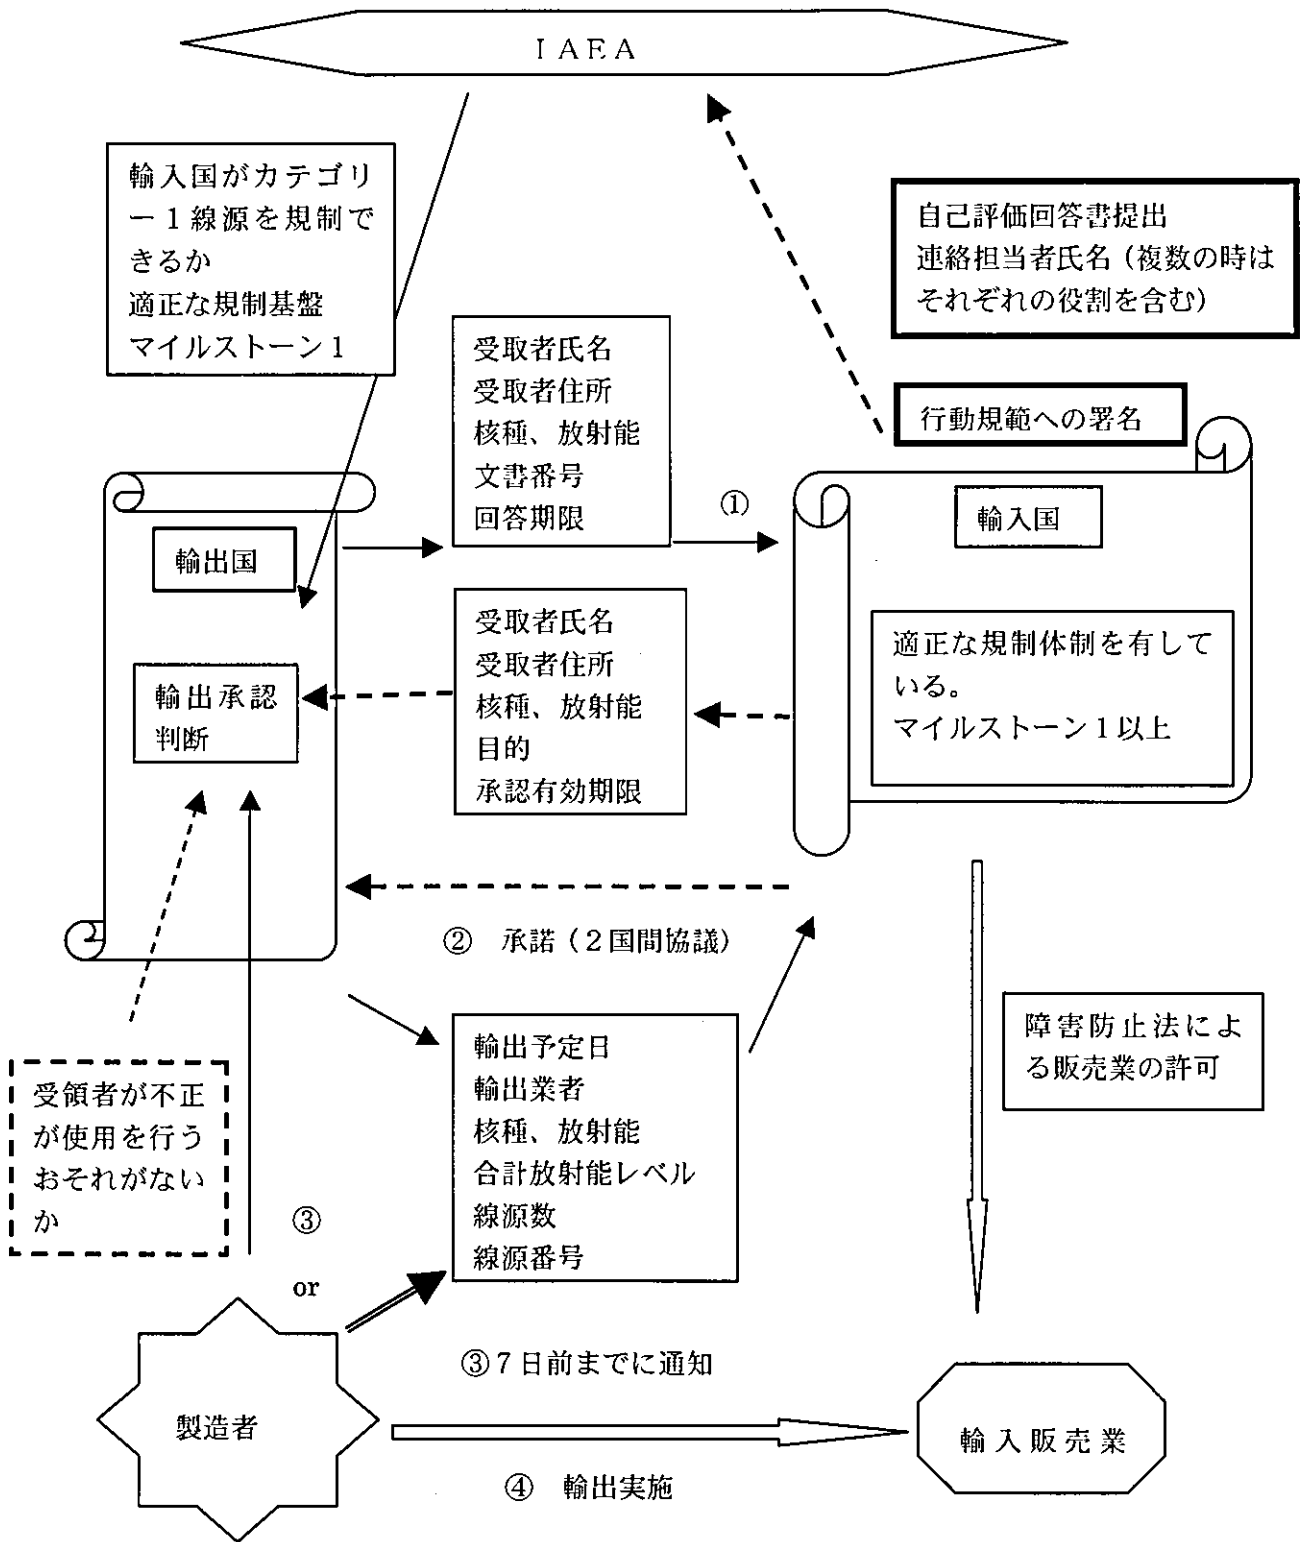 IAEA
輸入国がカテゴリ
ー1線源を規制で
きるか
適正な規制基盤
マイルストーン1
自己評価回答書提出
連絡担当者氏名（複数の時は
それぞれの役割を含む）
受取者氏名
受取者住所
核種、放射能
文書番号
回答期限
①
行動規範への署名
輸入国
輸出国
適正な規制体制を有して
いる。
マイルストーン1以上
受取者氏名
受取者住所
核種、放射能
目的
承認有効期限
輸出承認
判断
② 承諾（2国間協議）
輸出予定日
輸出業者
核種、放射能
合計放射能レベル
線源数
線源番号
障害防止法によ
る販売業の許可
受領者が不正
が使用を行う
おそれがない
か
③
or
③7日前までに通知
製造者
輸入販売業
④ 輸出実施